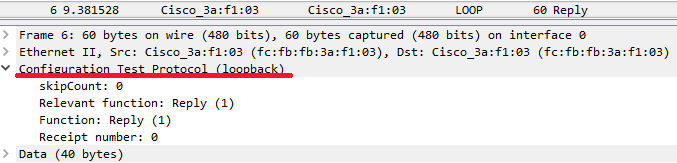 6 9.381528 Cisco_3a:f1:03 Cisco_3a:f1:03 LOOP 60 Reply
Frame 6: 60 bytes on wire (480 bits), 60 bytes captured (480 bits) on interface 0
Ethernet II, Src: Cisco_3a:f1:03 (fc:fb:fb:3a:f1:03), Dst: Cisco_3a:f1:03 (fc:fb:fb:3a:f1:03)
Configuration Test Protocol (loopback)
skipCount: 0
Relevant function: Reply (1)
Function: Reply (1)
Receipt number: 0
Data (40 bytes)